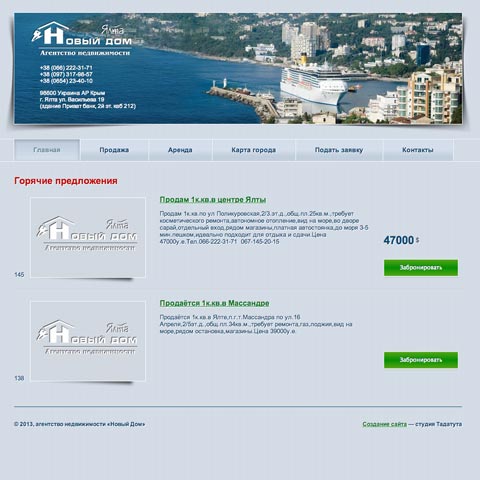 Ялта
Новый дом
Агентство недвижимости
+38 (066) 222-31-71
+38 (097) 317-98-57
+38 (0654) 23-40-10
98600 Украина АР Крым
г. Ялта ул. Васильева 19
(здание Приват банк, 2й эт. каб 212)
Главная Продажа Аренда Карта города Подать заявку Контакты
Горячие предложения
Продам 1к.кв.в центре Ялты
Продам 1к.кв.по ул Поликуровская,2/3.эт.д.,общ.пл.25кв.м.,требует
косметического ремонта,автономное отопление,вид на море,во дворе
сарай,отдельный вход,рядом магазины,платная автостоянка,до моря 3-5
мин.пешком,идеально подходит для отдыха и сдачи.Цена
47000у.е.Тел.066-222-31-71 067-145-20-15
Ялта
Новый дом
Агентство недвижимости
47000 $
Забронировать
145
Продаётся 1к.кв.в Массандре
Продаётся 1к.кв.в Ялте,п.г.т.Массандра по ул.16
Апреля,2/5эт.д.,общ.пл.34кв.м.,требует ремонта,газ,лоджия,вид на
море,рядом остановка,магазины.Цена 39000у.е.
Ялта
Новый дом
Агентство недвижимости
Забронировать
138
© 2013, агентство недвижимости «Новый Дом» Создание сайта — студия Тадатута